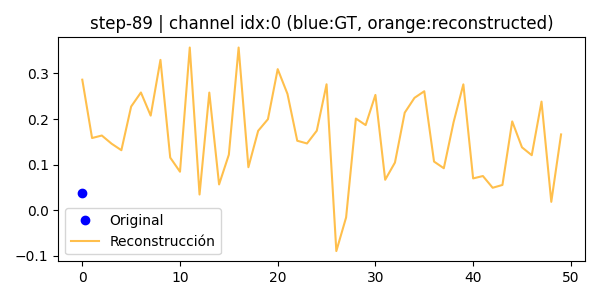 step-89 | channel idx:0 (blue:GT, orange:reconstructed)
0.3
0.2
0.1
0.0
−0.1
Original
Reconstrucción
0 10 20 30 40 50